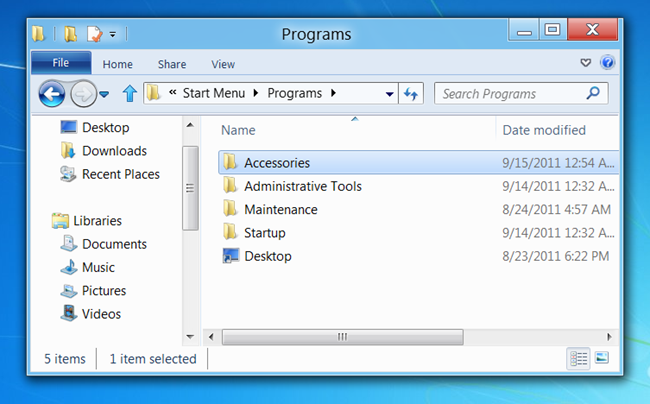 Programs
File Home Share View
« Start Menu Programs Search Programs
Desktop
Downloads
Recent Places
Libraries
Documents
Music
Pictures
Videos
Name Date modified
Accessories 9/15/2011 12:54 A...
Administrative Tools 9/14/2011 12:32 A...
Maintenance 8/24/2011 4:57 AM
Startup 9/14/2011 12:32 A...
Desktop 8/23/2011 6:22 PM
5 items 1 item selected